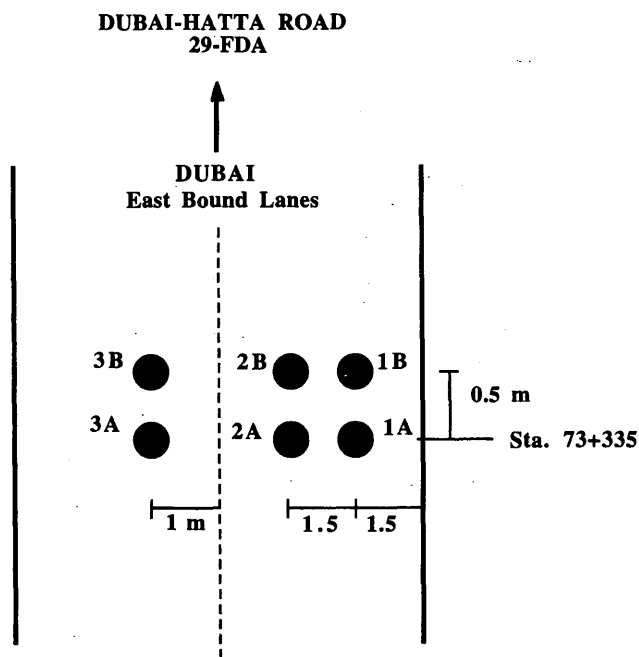 DUBAI-HATTA ROAD
29-FDA
DUBAI
East Bound Lanes
3B 2B 1B
0.5 m
3A 2A 1A
Sta. 73+335
1 m 1.5 1.5